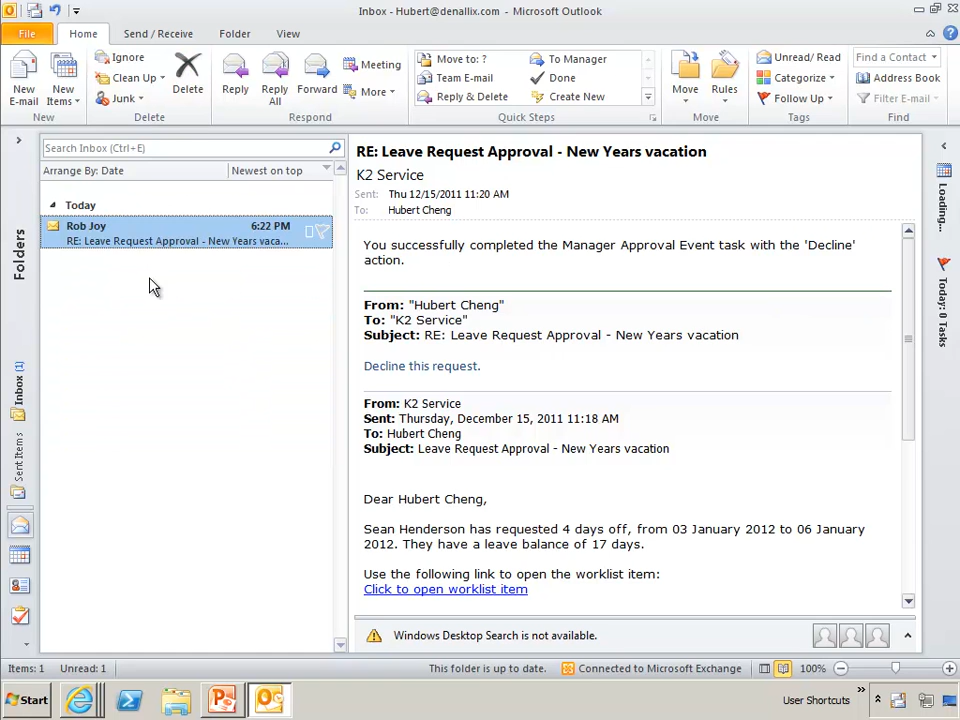 Inbox - Hubert@denallix.com - Microsoft Outlook
File Home Send / Receive Folder View
New E-mail
New Items
Ignore
Clean Up
Junk
Delete
Reply
Reply All
Forward
Meeting
More
Move to: ?
Team E-mail
Reply & Delete
To Manager
Done
Create New
Move
Rules
Unread/ Read
Categorize
Follow Up
Find a Contact
Address Book
Filter E-mail
New Delete Respond Quick Steps Move Tags Find
Search Inbox (Ctrl+E)
Arrange By: Date Newest on top
Today
Rob Joy 6:22 PM
RE: Leave Request Approval - New Years vaca...
Folders
Inbox (1)
Sent Items
RE: Leave Request Approval - New Years vacation
K2 Service
Sent: Thu 12/15/2011 11:20 AM
To: Hubert Cheng
You successfully completed the Manager Approval Event task with the 'Decline'
action.
From: "Hubert Cheng"
To: "K2 Service"
Subject: RE: Leave Request Approval - New Years vacation
Decline this request.
From: K2 Service
Sent: Thursday, December 15, 2011 11:18 AM
To: Hubert Cheng
Subject: Leave Request Approval - New Years vacation
Dear Hubert Cheng,
Sean Henderson has requested 4 days off, from 03 January 2012 to 06 January
2012. They have a leave balance of 17 days.
Use the following link to open the worklist item:
Click to open worklist item
Windows Desktop Search is not available.
Loading...
Today: 0 Tasks
Items: 1 Unread: 1 This folder is up to date. Connected to Microsoft Exchange 100%
Start User Shortcuts